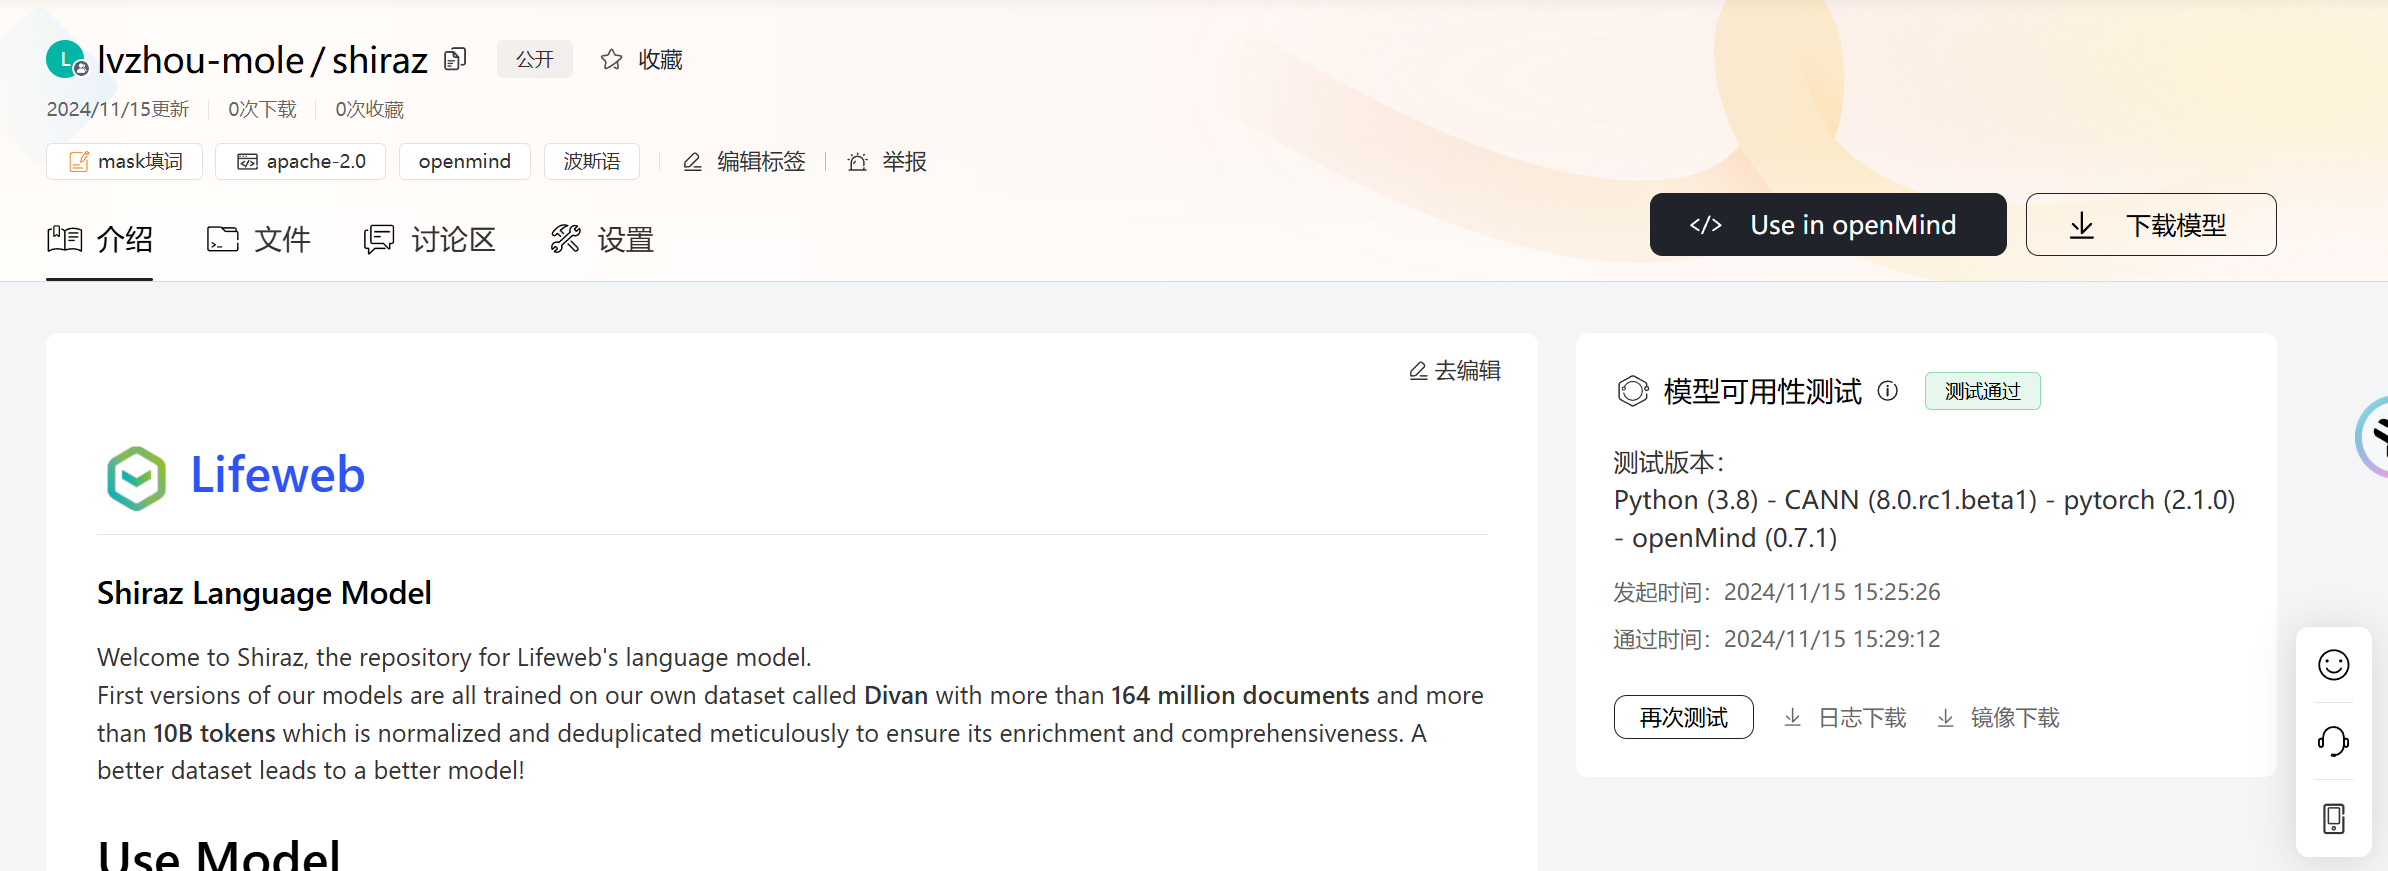 L lvzhou-mole / shiraz 公开 收藏
2024/11/15更新 0次下载 0次收藏
mask填词 apache-2.0 openmind 波斯语 编辑标签 举报
介绍 文件 讨论区 设置
</> Use in openMind 下载模型
去编辑
Lifeweb
Shiraz Language Model
Welcome to Shiraz, the repository for Lifeweb's language model.
First versions of our models are all trained on our own dataset called Divan with more than 164 million documents and more
than 10B tokens which is normalized and deduplicated meticulously to ensure its enrichment and comprehensiveness. A
better dataset leads to a better model!
Use Model
模型可用性测试 测试通过
测试版本：
Python (3.8) - CANN (8.0.rc1.beta1) - pytorch (2.1.0)
- openMind (0.7.1)
发起时间：2024/11/15 15:25:26
通过时间：2024/11/15 15:29:12
再次测试 日志下载 镜像下载